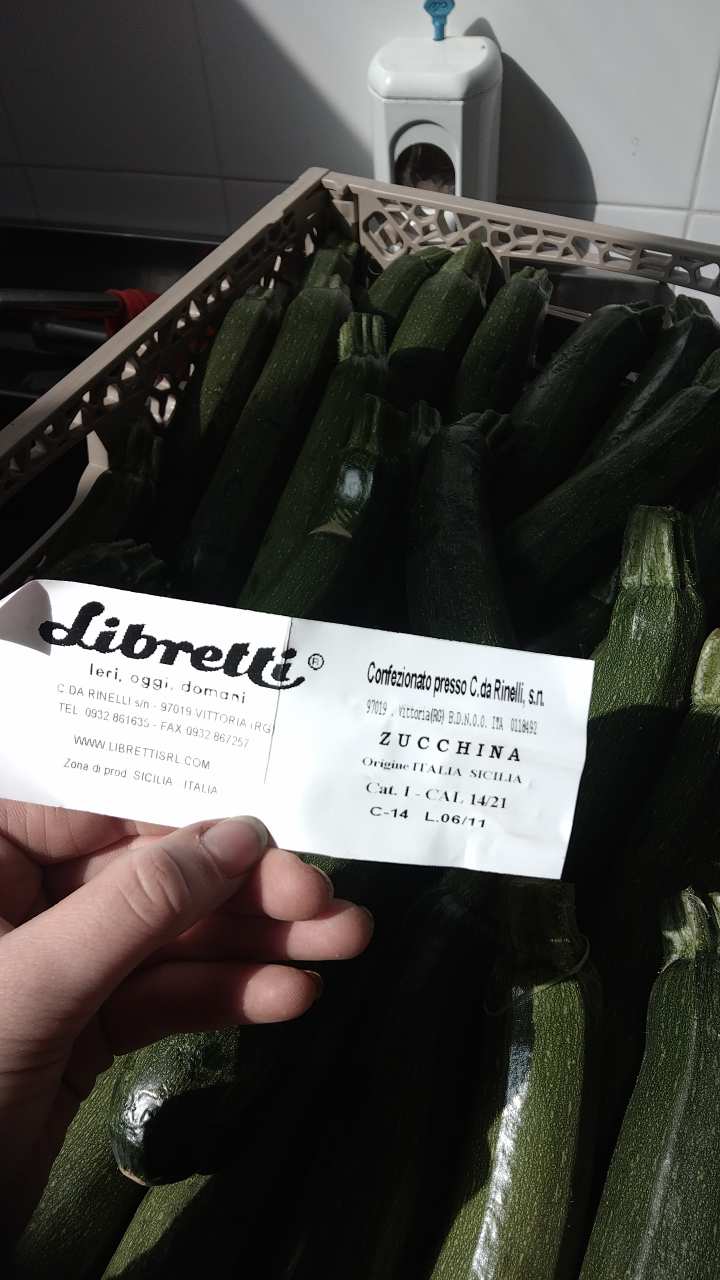 Libretti®
Ieri, oggi, domani
C.DA RINELLI s/n - 97019 VITTORIA (RG)
TEL. 0932 861635 - FAX 0932 867257
WWW.LIBRETTISRL.COM
Zona di prod. SICILIA ITALIA
Confezionato presso C.da Rinelli, s.n.
97019 . Vittoria(RG) B.D.N.O.O. ITA 0118492
ZUCCHINA
Origine ITALIA SICILIA
Cat. I - CAL 14/21
C-14 L.06/11